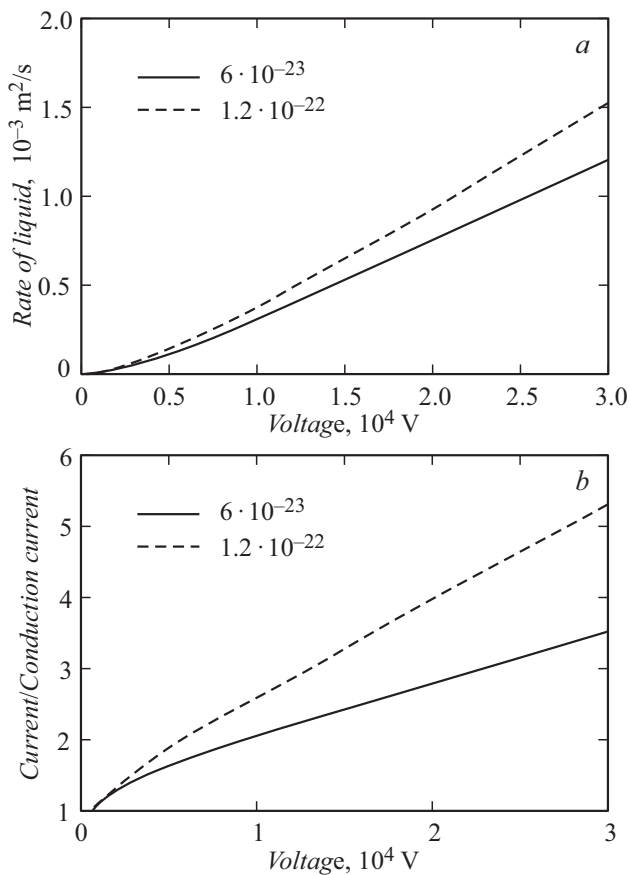 2.0
a
6 · 10–23
1.2 · 10–22
1.5
1.0
0.5
0
Rate of liquid, 10–3 m2/s
0 0.5 1.0 1.5 2.0 2.5 3.0
Voltage, 104 V
6
b
6 · 10–23
1.2 · 10–22
5
4
3
2
1
Current/Conduction current
0 1 2 3
Voltage, 104 V